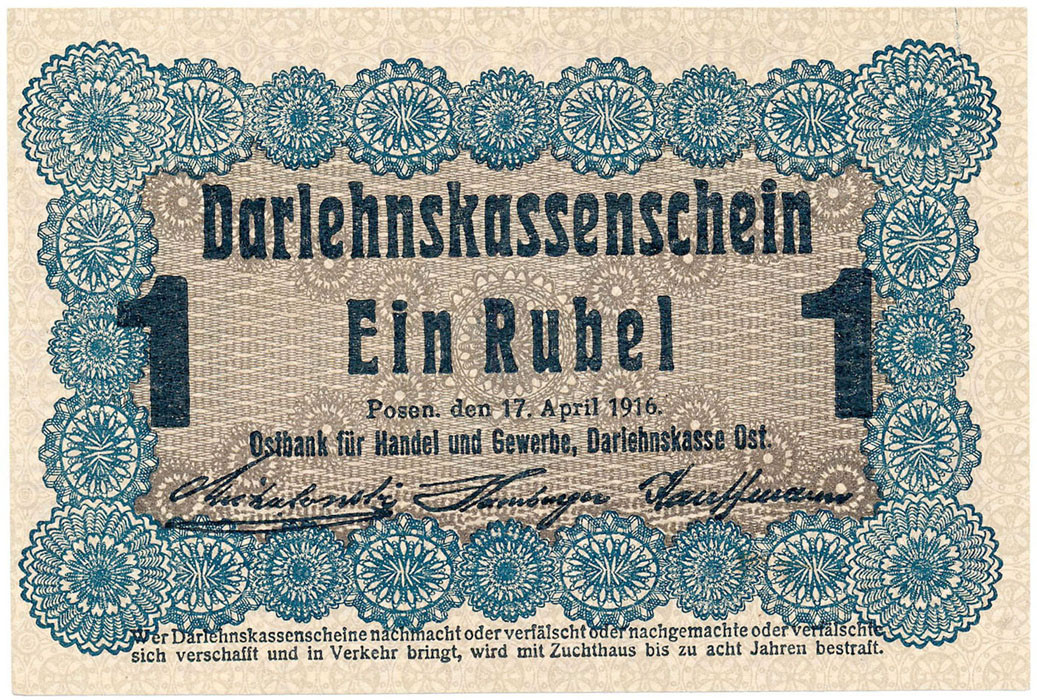 Darlehnskassenschein
1 Ein Rubel 1
Posen. den 17. April 1916.
Ostbank für Handel und Gewerbe, Darlehnskasse Ost.
Hamburger Kauffmann
Wer Darlehnskassenscheine nachmacht oder verfälscht oder nachgemachte oder verfälschte
sich verschafft und in Verkehr bringt, wird mit Zuchthaus bis zu acht Jahren bestraft.